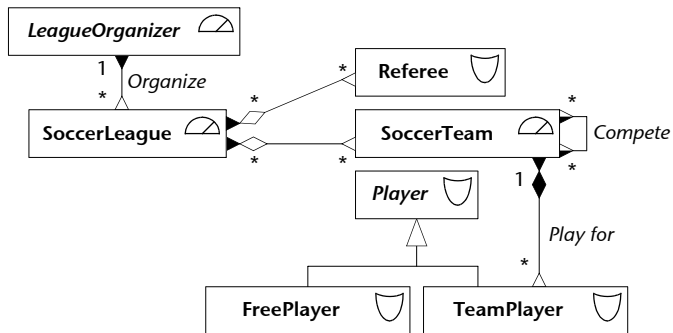 LeagueOrganizer
1
Organize
*
SoccerLeague
*
*
Referee
*
*
SoccerTeam
*
*
Compete
1
Player
Play for
*
FreePlayer
TeamPlayer